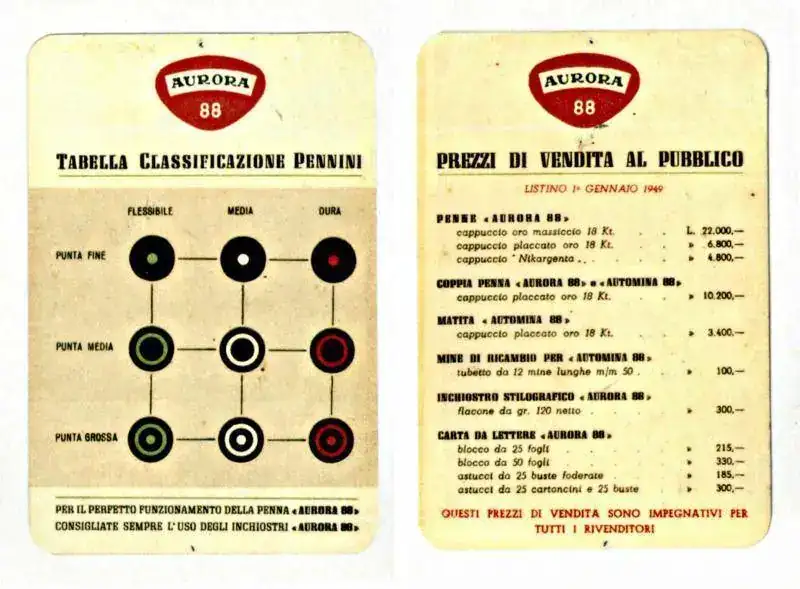 AURORA
88
TABELLA CLASSIFICAZIONE PENNINI
FLESSIBILE MEDIA DURA
PUNTA FINE
PUNTA MEDIA
PUNTA GROSSA
PER IL PERFETTO FUNZIONAMENTO DELLA PENNA «AURORA 88»
CONSIGLIATE SEMPRE L'USO DEGLI INCHIOSTRI «AURORA 88»
AURORA
88
PREZZI DI VENDITA AL PUBBLICO
LISTINO 1° GENNAIO 1949
PENNE «AURORA 88»
cappuccio oro massiccio 18 Kt. . . L. 22.000,—
cappuccio placcato oro 18 Kt. . . » 6.800,—
cappuccio Nikargenta . . . . » 4.800,—
COPPIA PENNA «AURORA 88» e «AUTOMINA 88»
cappuccio placcato oro 18 Kt. . . » 10.200,—
MATITA «AUTOMINA 88»
cappuccio placcato oro 18 Kt. . . » 3.400,—
MINE DI RICAMBIO PER «AUTOMINA 88»
tubetto da 12 mine lunghe m/m 50 . . » 100,—
INCHIOSTRO STILOGRAFICO «AURORA 88»
flacone da gr. 120 netto . . . » 300,—
CARTA DA LETTERE «AURORA 88»
blocco da 25 fogli . . . » 215,—
blocco da 50 fogli . . . » 330,—
astucci da 25 buste foderate . . » 185,—
astucci da 25 cartoncini e 25 buste . » 300,—
QUESTI PREZZI DI VENDITA SONO IMPEGNATIVI PER
TUTTI I RIVENDITORI